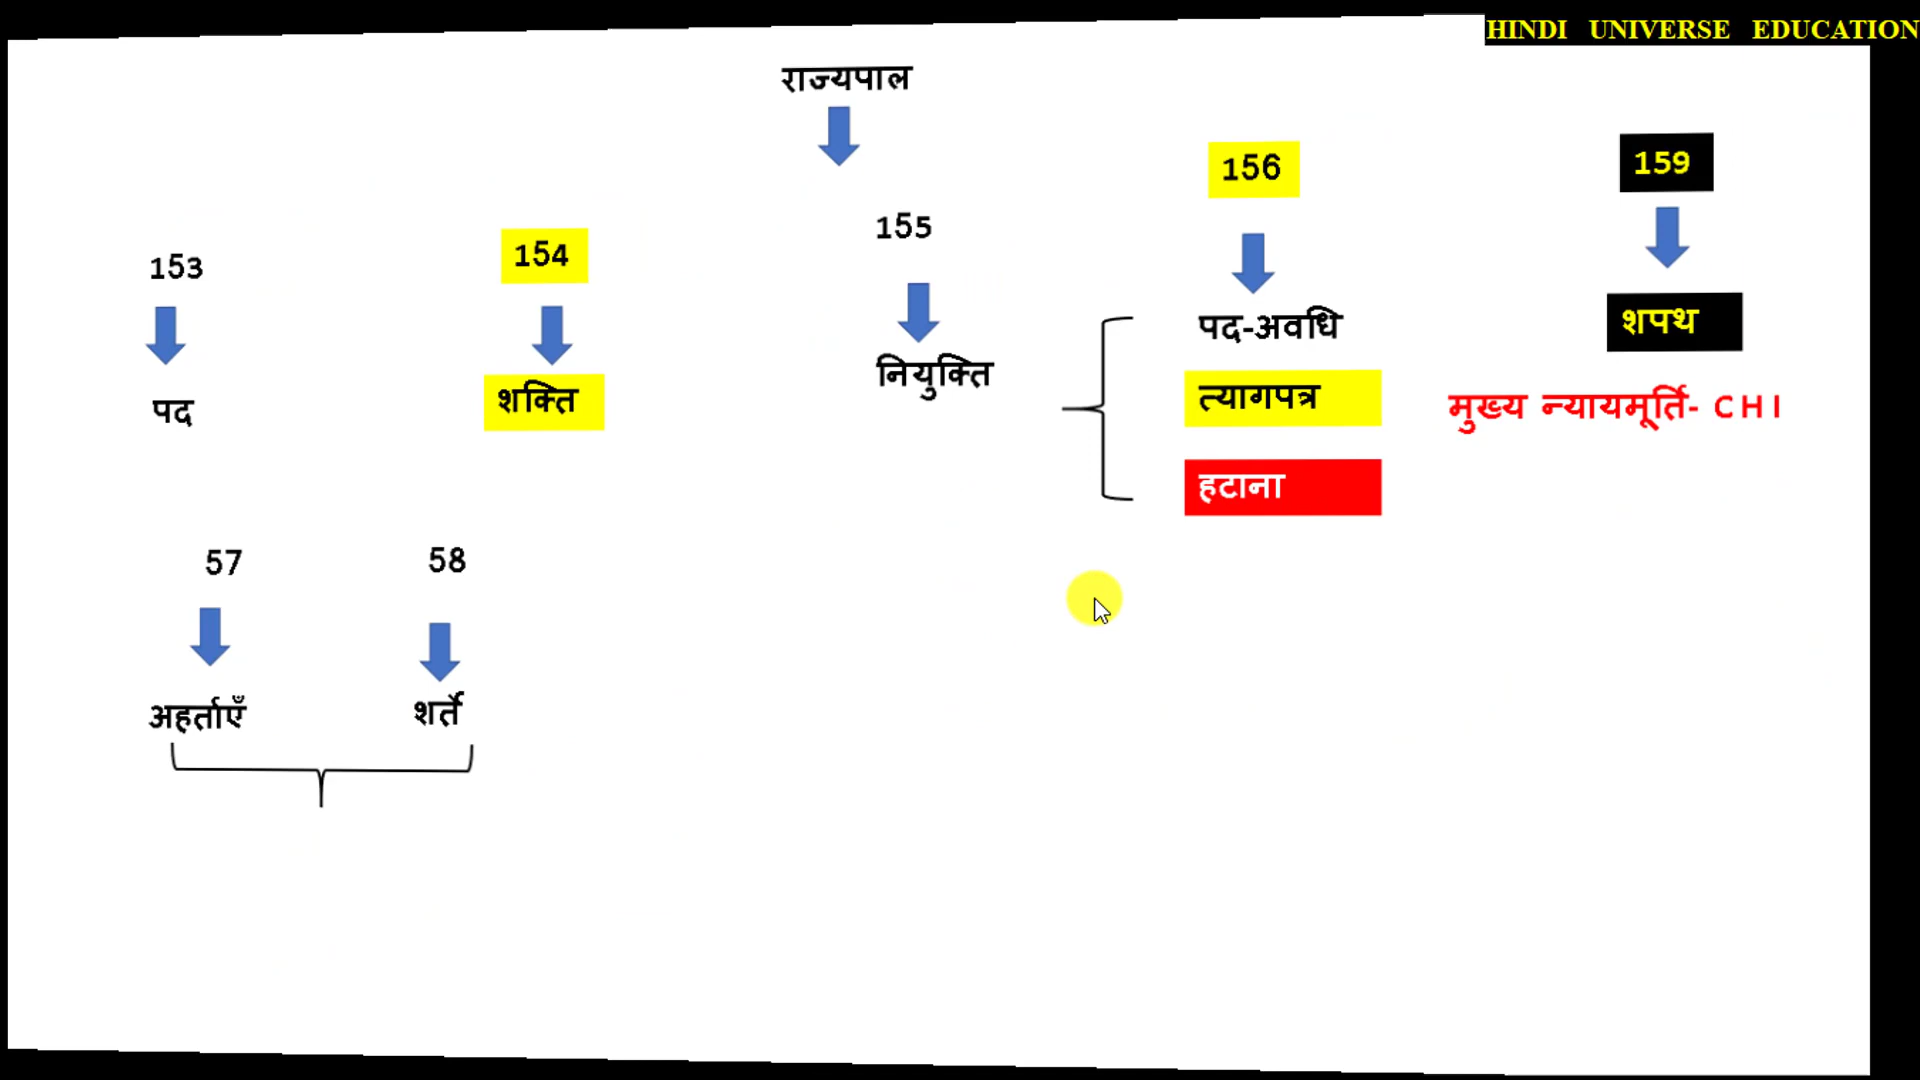 HINDI UNIVERSE EDUCATION
राज्यपाल
153
पद
154
शक्ति
155
नियुक्ति
156
पद-अवधि
त्यागपत्र
हटाना
159
शपथ
मुख्य न्यायमूर्ति- CHI
57
अहर्ताएँ
58
शर्ते